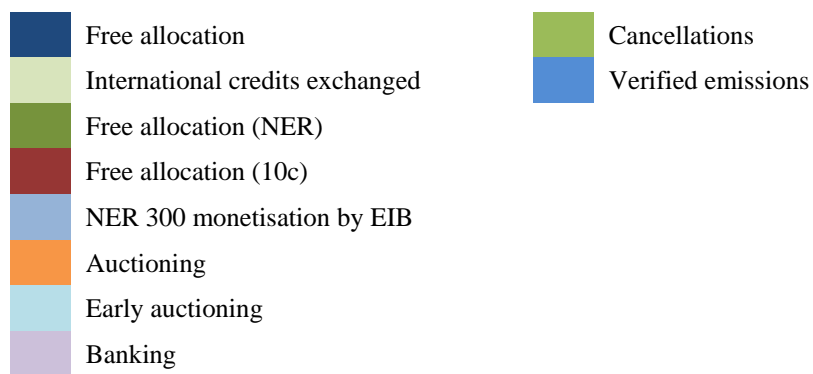 Free allocation
International credits exchanged
Free allocation (NER)
Free allocation (10c)
NER 300 monetisation by EIB
Auctioning
Early auctioning
Banking
Cancellations
Verified emissions